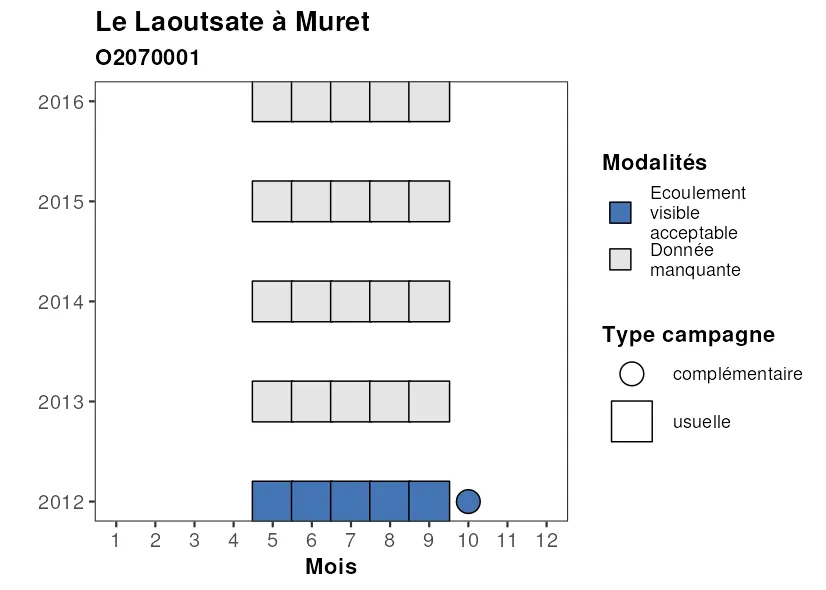 Le Laoutsate à Muret
O2070001
2016
2015
2014
2013
2012
1 2 3 4 5 6 7 8 9 10 11 12
Mois
Modalités
Ecoulement
visible
acceptable
Donnée
manquante
Type campagne
complémentaire
usuelle